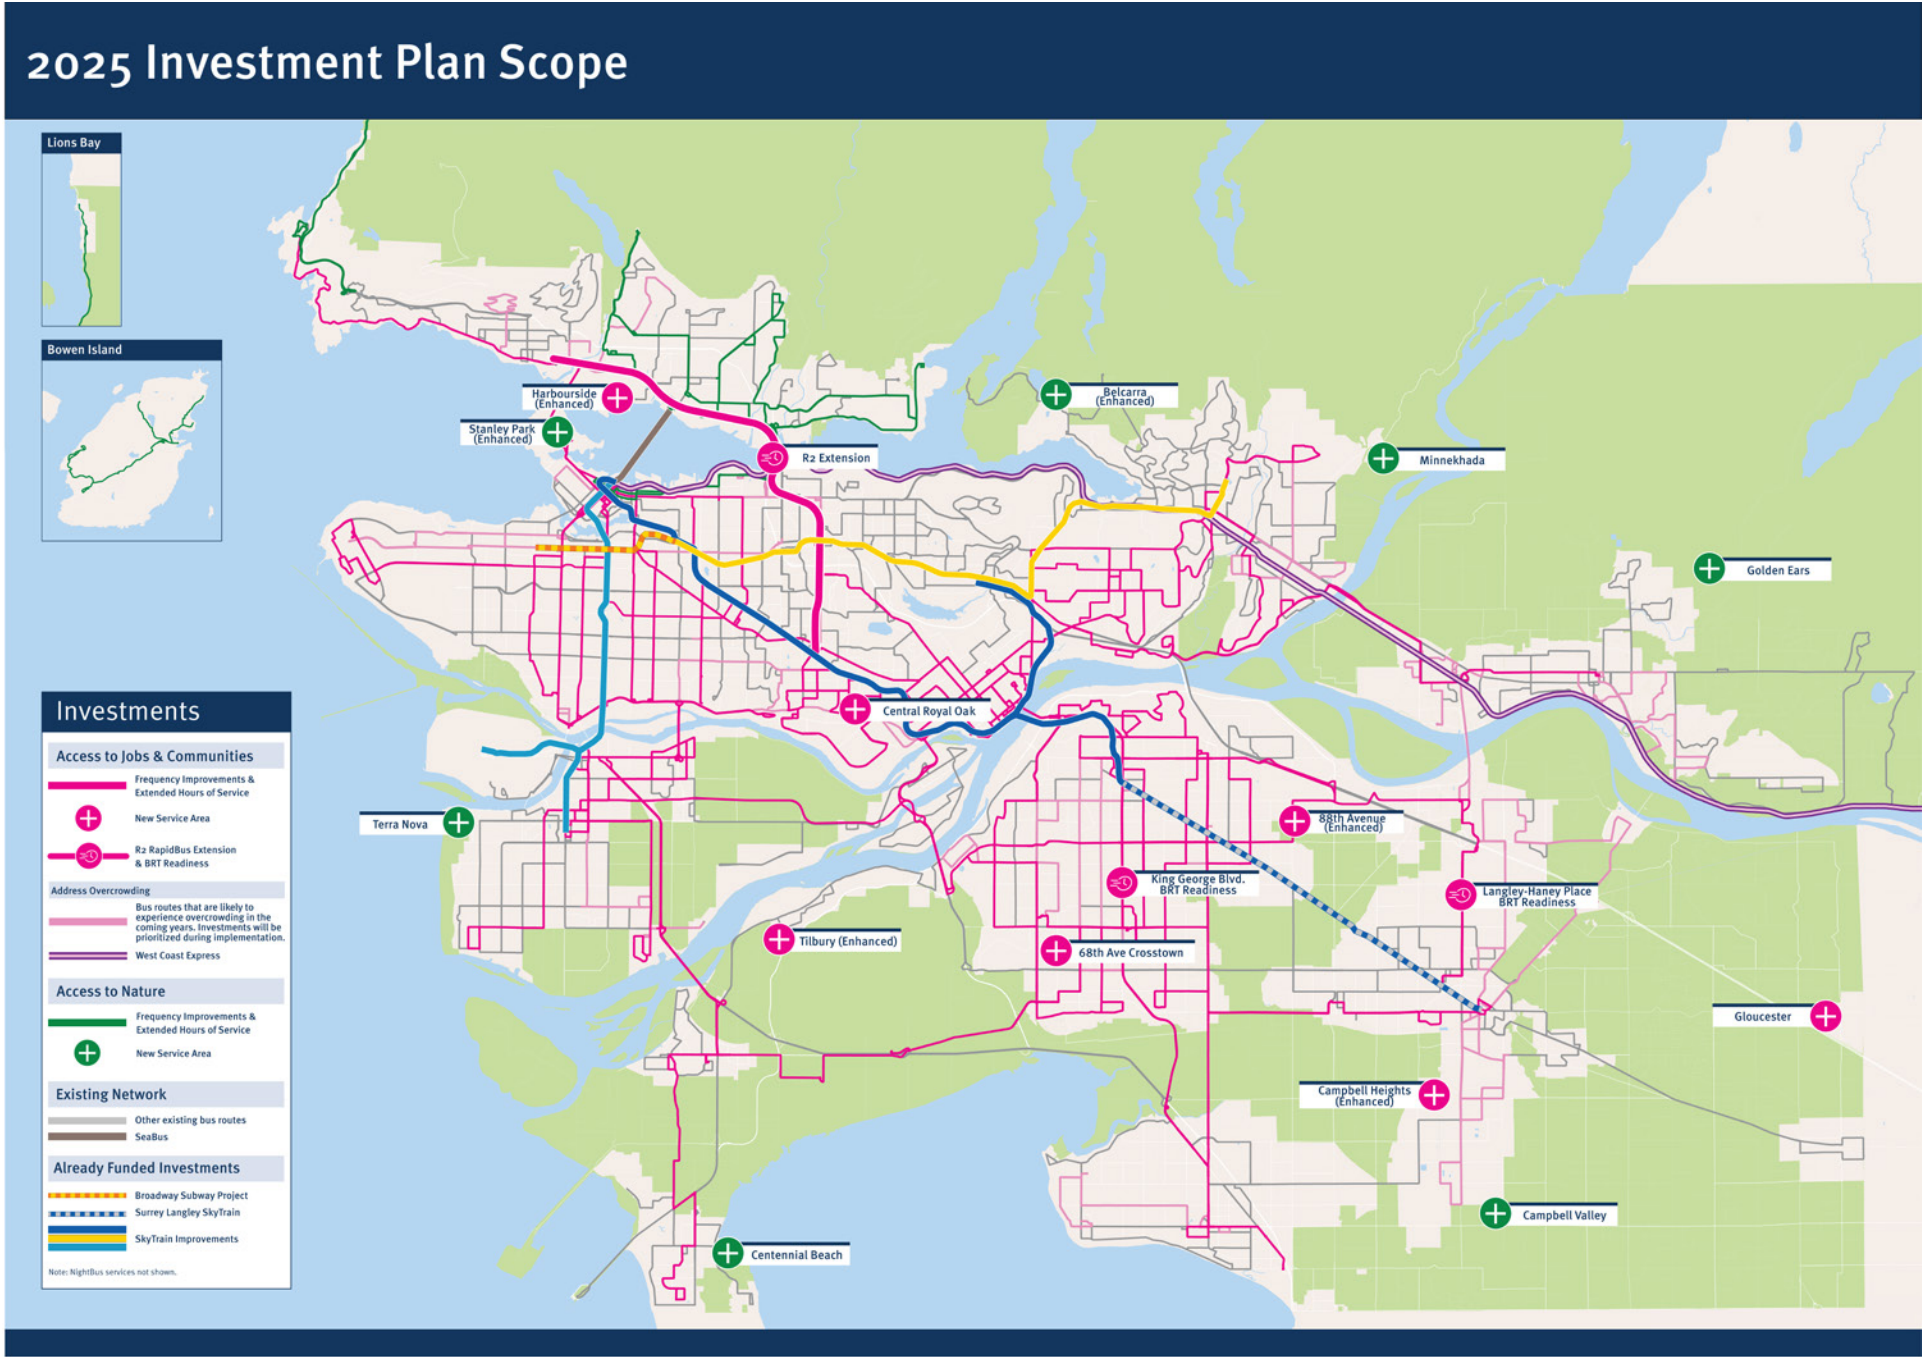 2025 Investment Plan Scope
Lions Bay
Bowen Island
Harbourside
(Enhanced)
Stanley Park
(Enhanced)
R2 Extension
Belcarra
(Enhanced)
Minnekhada
Golden Ears
Central Royal Oak
Terra Nova
88th Avenue
(Enhanced)
King George Blvd.
BRT Readiness
Langley-Haney Place
BRT Readiness
Tilbury (Enhanced)
68th Ave Crosstown
Gloucester
Campbell Heights
(Enhanced)
Campbell Valley
Centennial Beach
Investments
Access to Jobs & Communities
Frequency Improvements &
Extended Hours of Service
New Service Area
R2 RapidBus Extension
& BRT Readiness
Address Overcrowding
Bus routes that are likely to
experience overcrowding in the
coming years. Investments will be
prioritized during implementation.
West Coast Express
Access to Nature
Frequency Improvements &
Extended Hours of Service
New Service Area
Existing Network
Other existing bus routes
SeaBus
Already Funded Investments
Broadway Subway Project
Surrey Langley SkyTrain
SkyTrain Improvements
Note: NightBus services not shown.